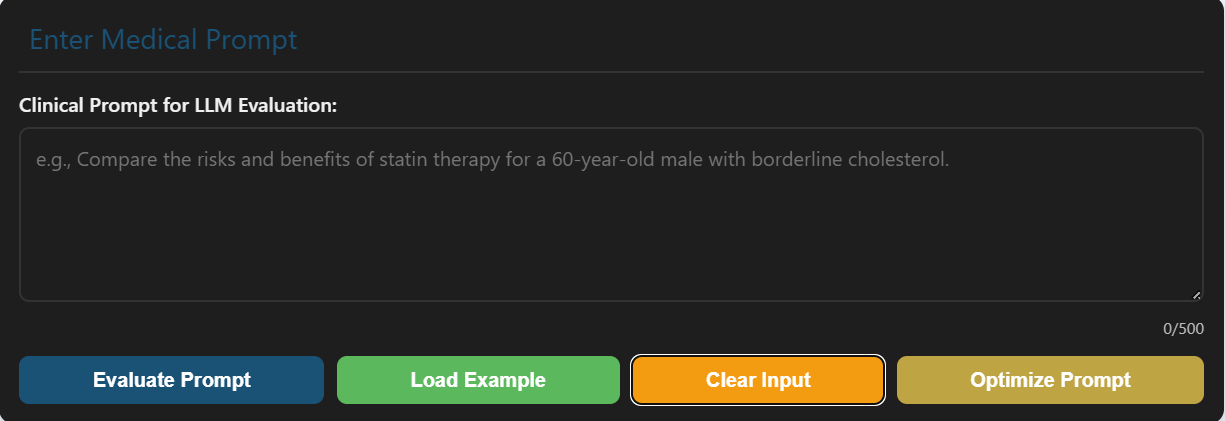 Enter Medical Prompt
Clinical Prompt for LLM Evaluation:
e.g., Compare the risks and benefits of statin therapy for a 60-year-old male with borderline cholesterol.
0/500
Evaluate Prompt Load Example Clear Input Optimize Prompt